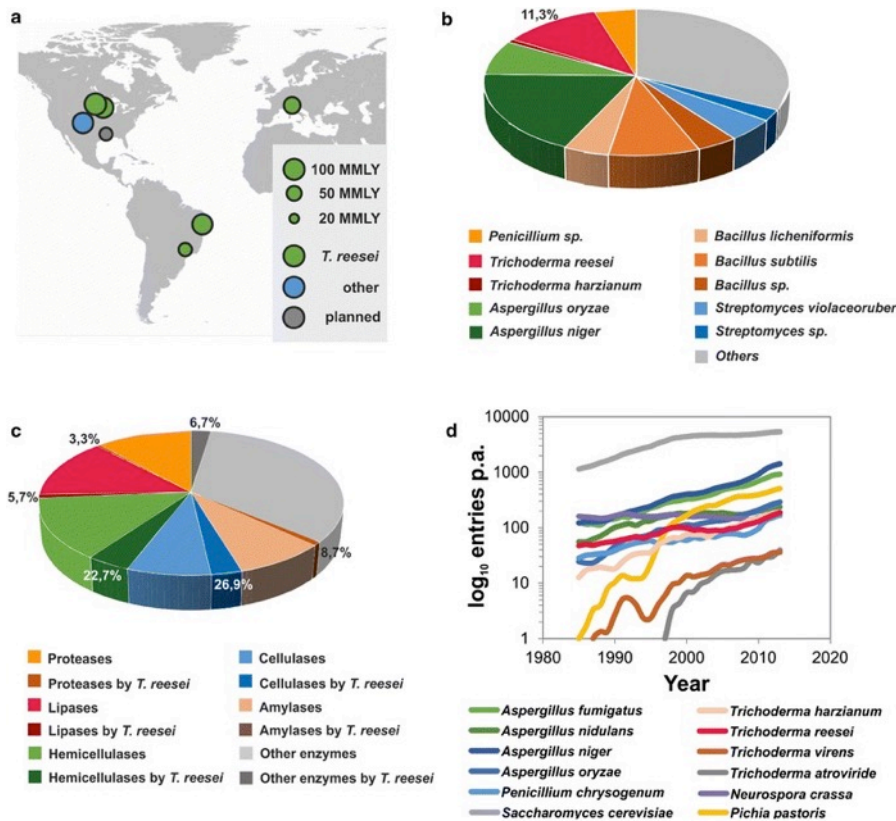 a
100 MMLY
50 MMLY
20 MMLY
T. reesei
other
planned
b
11,3%
Penicillium sp.
Trichoderma reesei
Trichoderma harzianum
Aspergillus oryzae
Aspergillus niger
Bacillus licheniformis
Bacillus subtilis
Bacillus sp.
Streptomyces violaceoruber
Streptomyces sp.
Others
c
6,7%
3,3%
5,7%
22,7%
26,9%
8,7%
Proteases
Proteases by T. reesei
Lipases
Lipases by T. reesei
Hemicellulases
Hemicellulases by T. reesei
Cellulases
Cellulases by T. reesei
Amylases
Amylases by T. reesei
Other enzymes
Other enzymes by T. reesei
d
log₁₀ entries p.a.
10000
1000
100
10
1
1980 1990 2000 2010 2020
Year
Aspergillus fumigatus
Aspergillus nidulans
Aspergillus niger
Aspergillus oryzae
Penicillium chrysogenum
Saccharomyces cerevisiae
Trichoderma harzianum
Trichoderma reesei
Trichoderma virens
Trichoderma atroviride
Neurospora crassa
Pichia pastoris